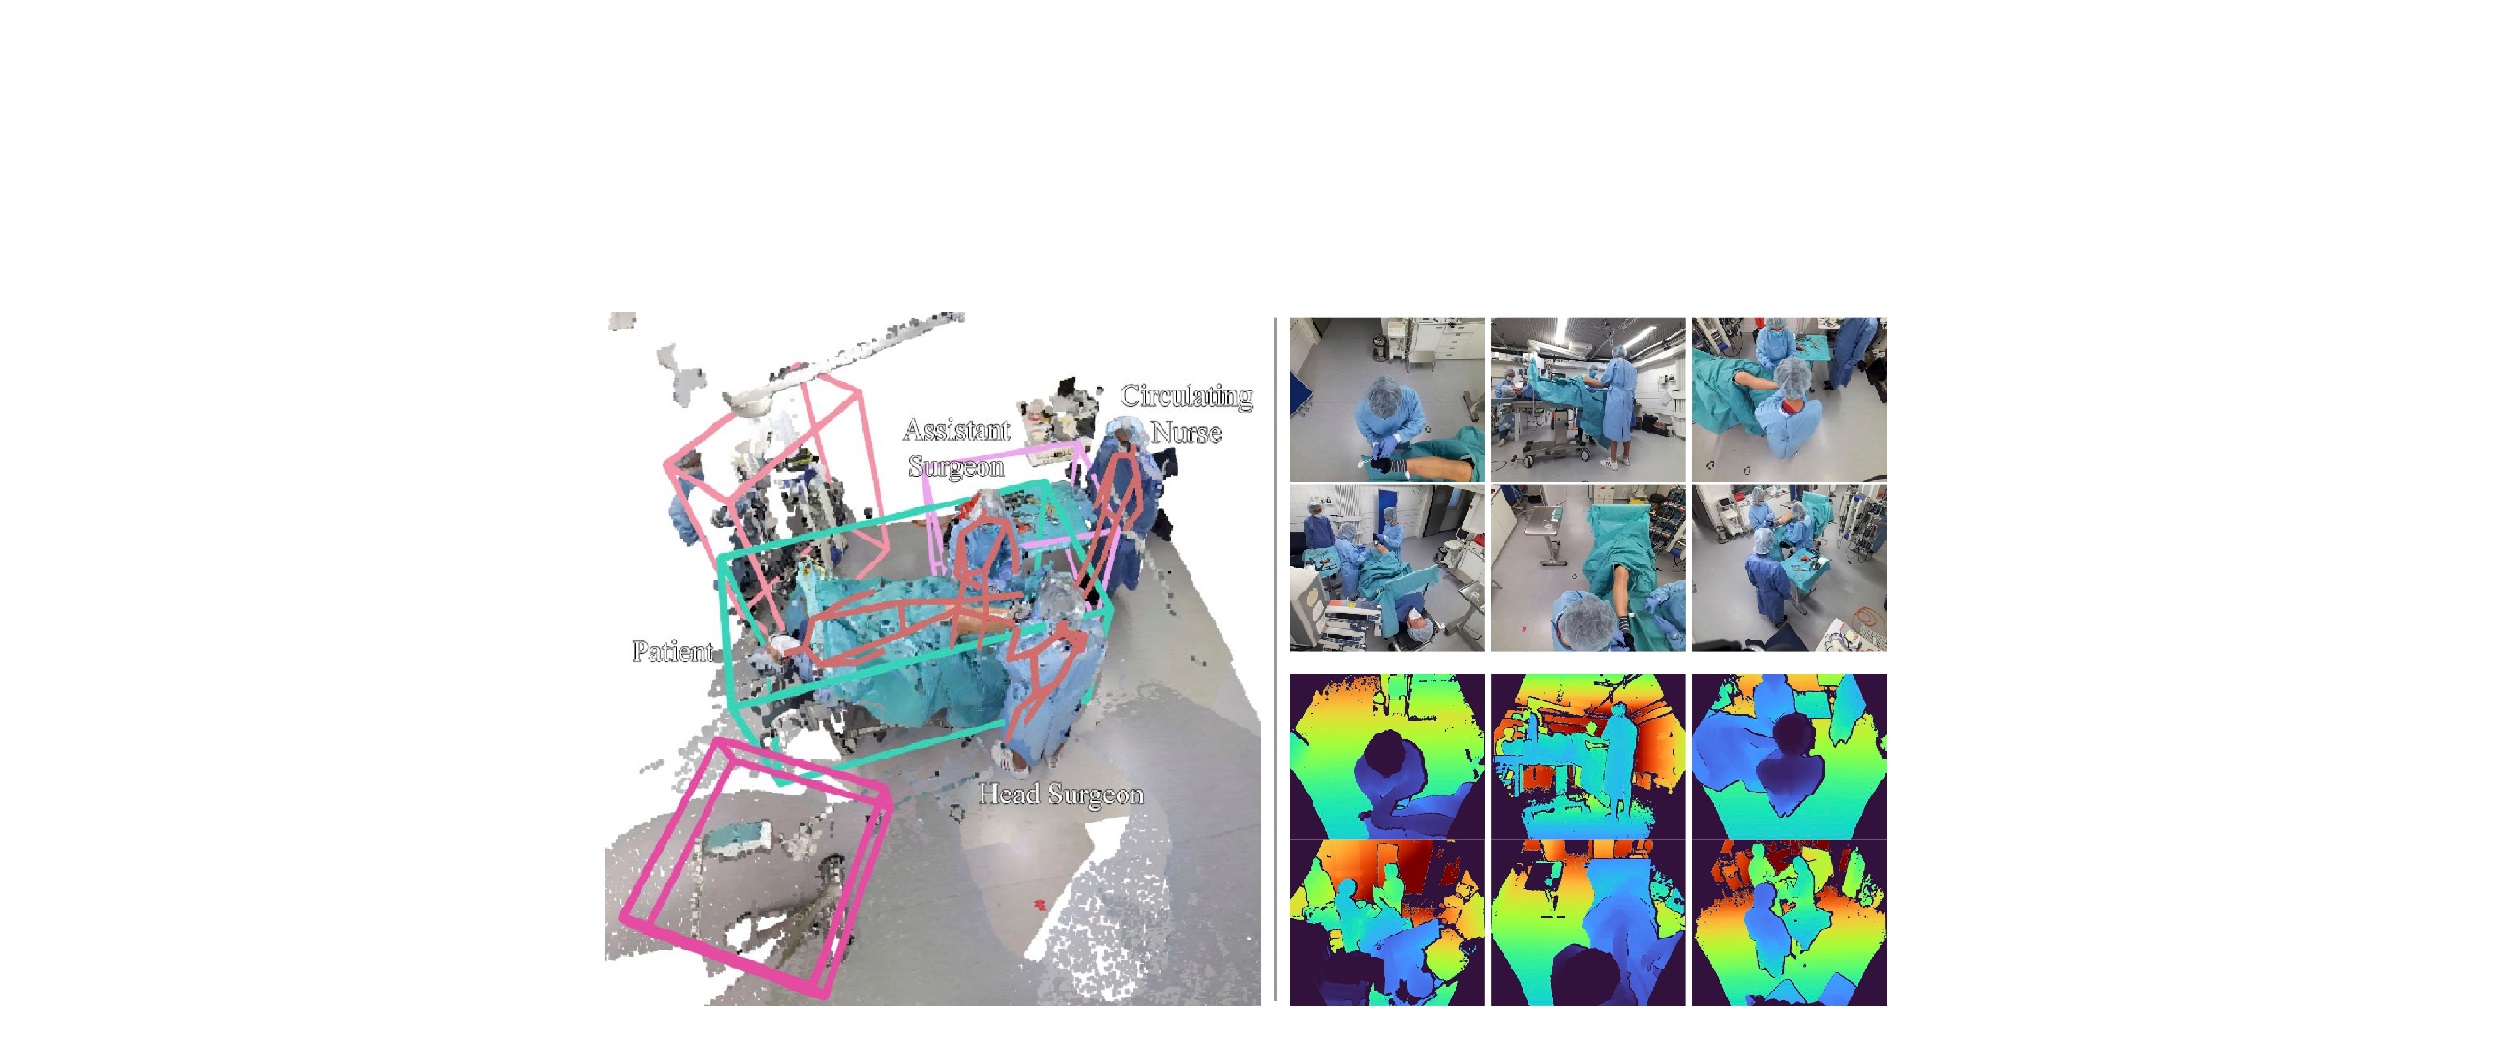 Circulating
Nurse
Assistant
Surgeon
Patient
Head Surgeon